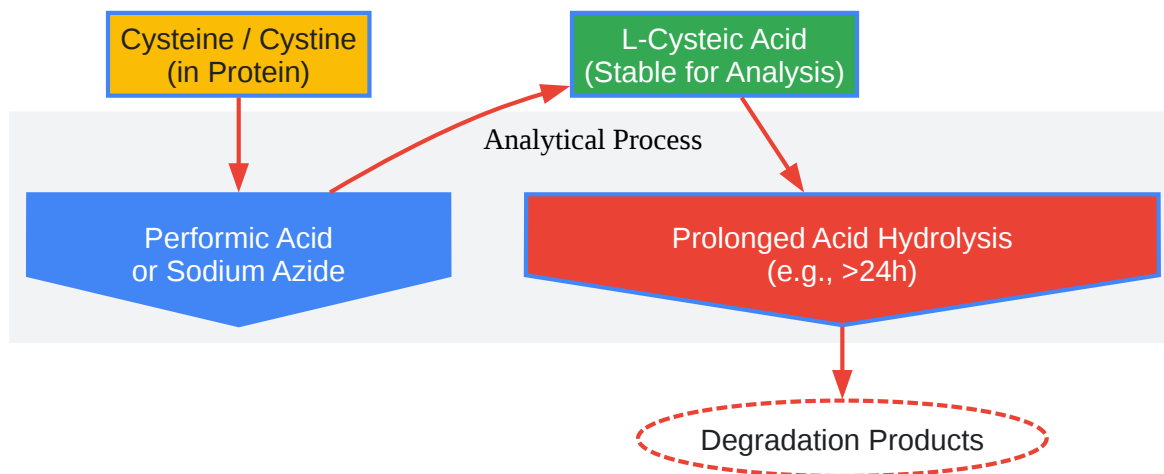 Cysteine / Cystine
(in Protein)
L-Cysteic Acid
(Stable for Analysis)
Analytical Process
Performic Acid
or Sodium Azide
Prolonged Acid Hydrolysis
(e.g., >24h)
Degradation Products